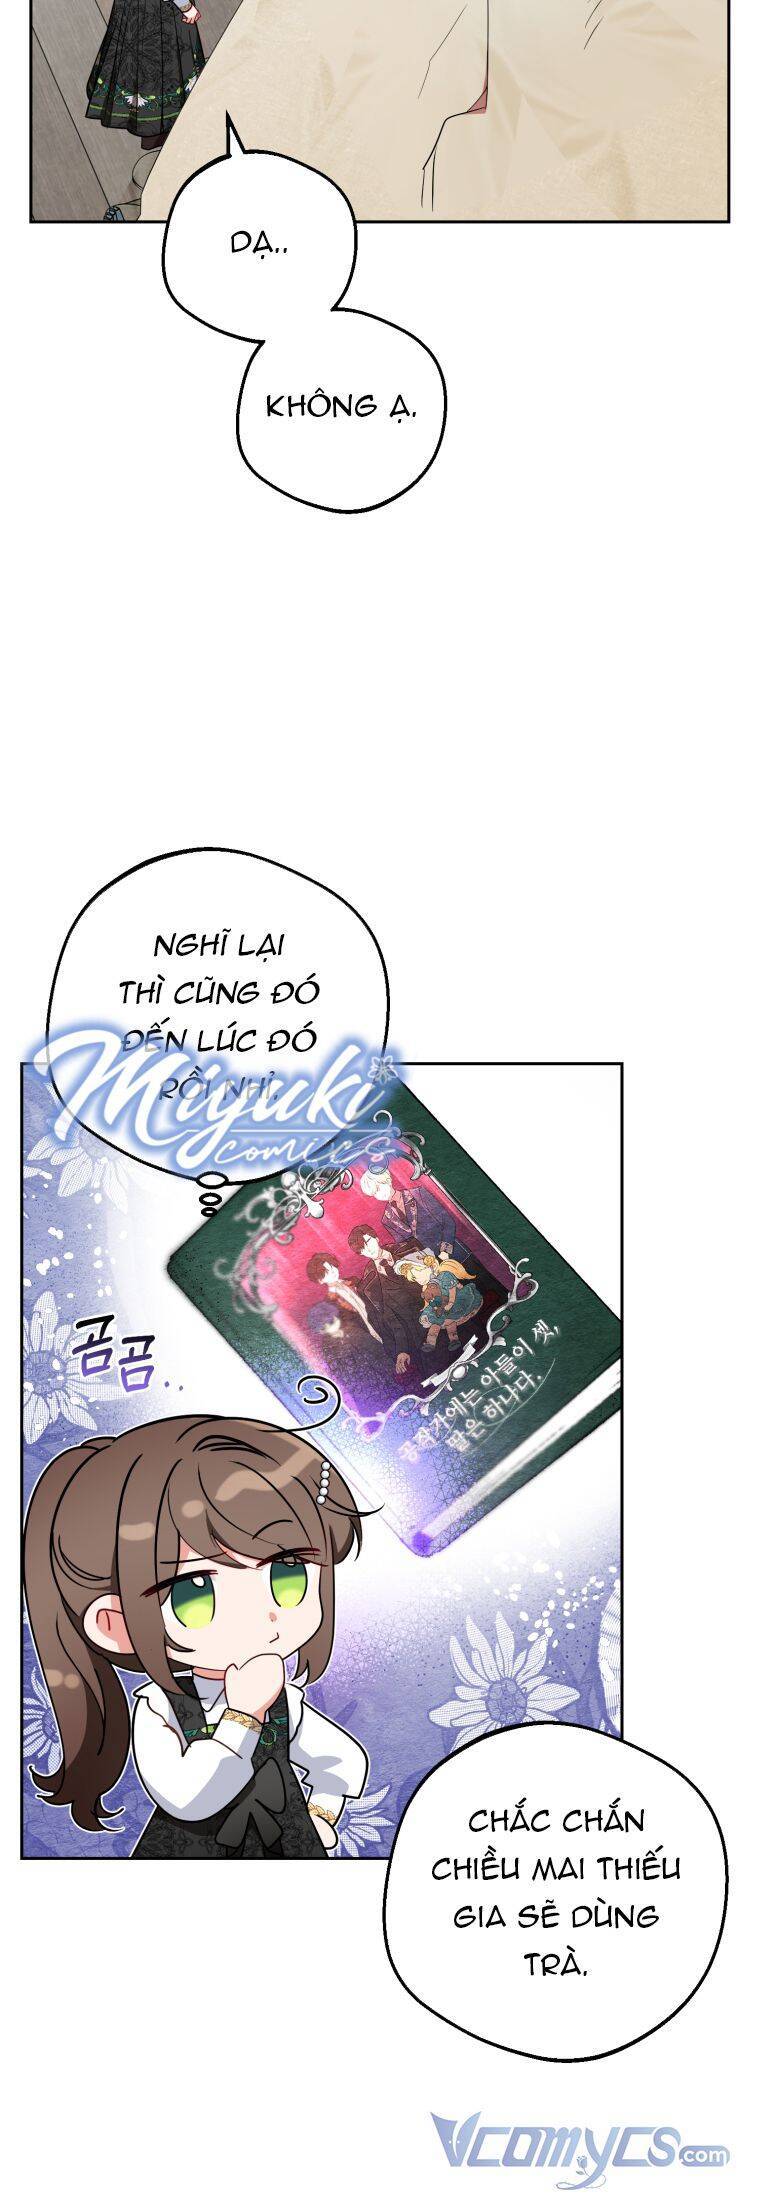 DẠ..
KHÔNG Ạ.
NGHĨ LẠI
THÌ CŨNG ĐÓ
ĐẾN LÚC ĐÓ
RỒI NHỈ.
Miyuki
comics
곰곰..
공작가에는 아들이 셋,
딸은 하나다.
CHẮC CHẮN
CHIỀU MAI THIẾU
GIA SẼ DÙNG
TRÀ.
VCOMYCS.com